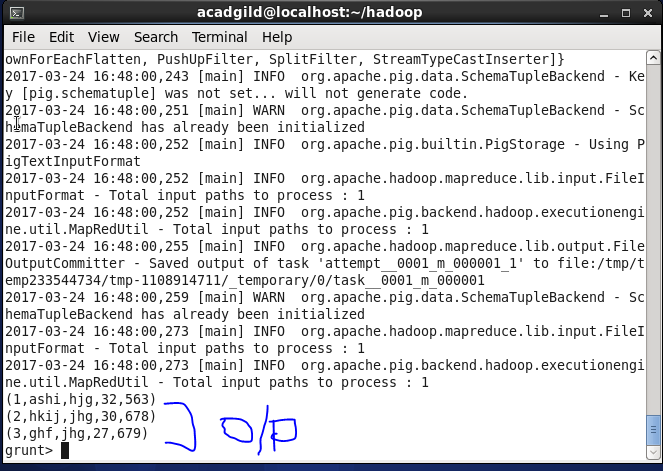 acadgild@localhost:~/hadoop
File Edit View Search Terminal Help
ownForEachFlatten, PushUpFilter, SplitFilter, StreamTypeCastInserter]}
2017-03-24 16:48:00,243 [main] INFO  org.apache.pig.data.SchemaTupleBackend - Ke
y [pig.schematuple] was not set... will not generate code.
2017-03-24 16:48:00,251 [main] WARN  org.apache.pig.data.SchemaTupleBackend - Sc
hemaTupleBackend has already been initialized
2017-03-24 16:48:00,252 [main] INFO  org.apache.pig.builtin.PigStorage - Using P
igTextInputFormat
2017-03-24 16:48:00,252 [main] INFO  org.apache.hadoop.mapreduce.lib.input.FileI
nputFormat - Total input paths to process : 1
2017-03-24 16:48:00,252 [main] INFO  org.apache.pig.backend.hadoop.executionengi
ne.util.MapRedUtil - Total input paths to process : 1
2017-03-24 16:48:00,255 [main] INFO  org.apache.hadoop.mapreduce.lib.output.File
OutputCommitter - Saved output of task 'attempt__0001_m_000001_1' to file:/tmp/t
emp233544734/tmp-1108914711/_temporary/0/task__0001_m_000001
2017-03-24 16:48:00,259 [main] WARN  org.apache.pig.data.SchemaTupleBackend - Sc
hemaTupleBackend has already been initialized
2017-03-24 16:48:00,273 [main] INFO  org.apache.hadoop.mapreduce.lib.input.FileI
nputFormat - Total input paths to process : 1
2017-03-24 16:48:00,273 [main] INFO  org.apache.pig.backend.hadoop.executionengi
ne.util.MapRedUtil - Total input paths to process : 1
(1,ashi,hjg,32,563)
(2,hkij,jhg,30,678) O/P
(3,ghf,jhg,27,679)
grunt>